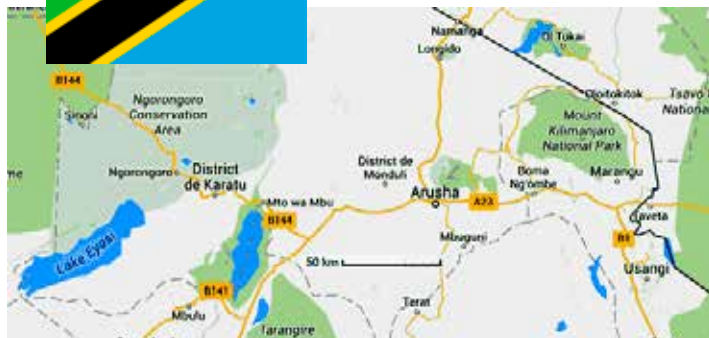 Namanga
Ol Tukai
Longido
B144
Oloitokitok
Tsavo
National
Ngorongoro
Conservation
Area
Mount
Kilimanjaro
National Park
District de
Monduli
Boma
Ng'ombe
Marangu
Ngorongoro
District
de Karatu
Arusha
A23
Mto wa Mbu
B144
Taveta
Lake Eyasi
Mbuguni
B1
50 km
Usangi
B141
Mbulu
Terat
Tarangire